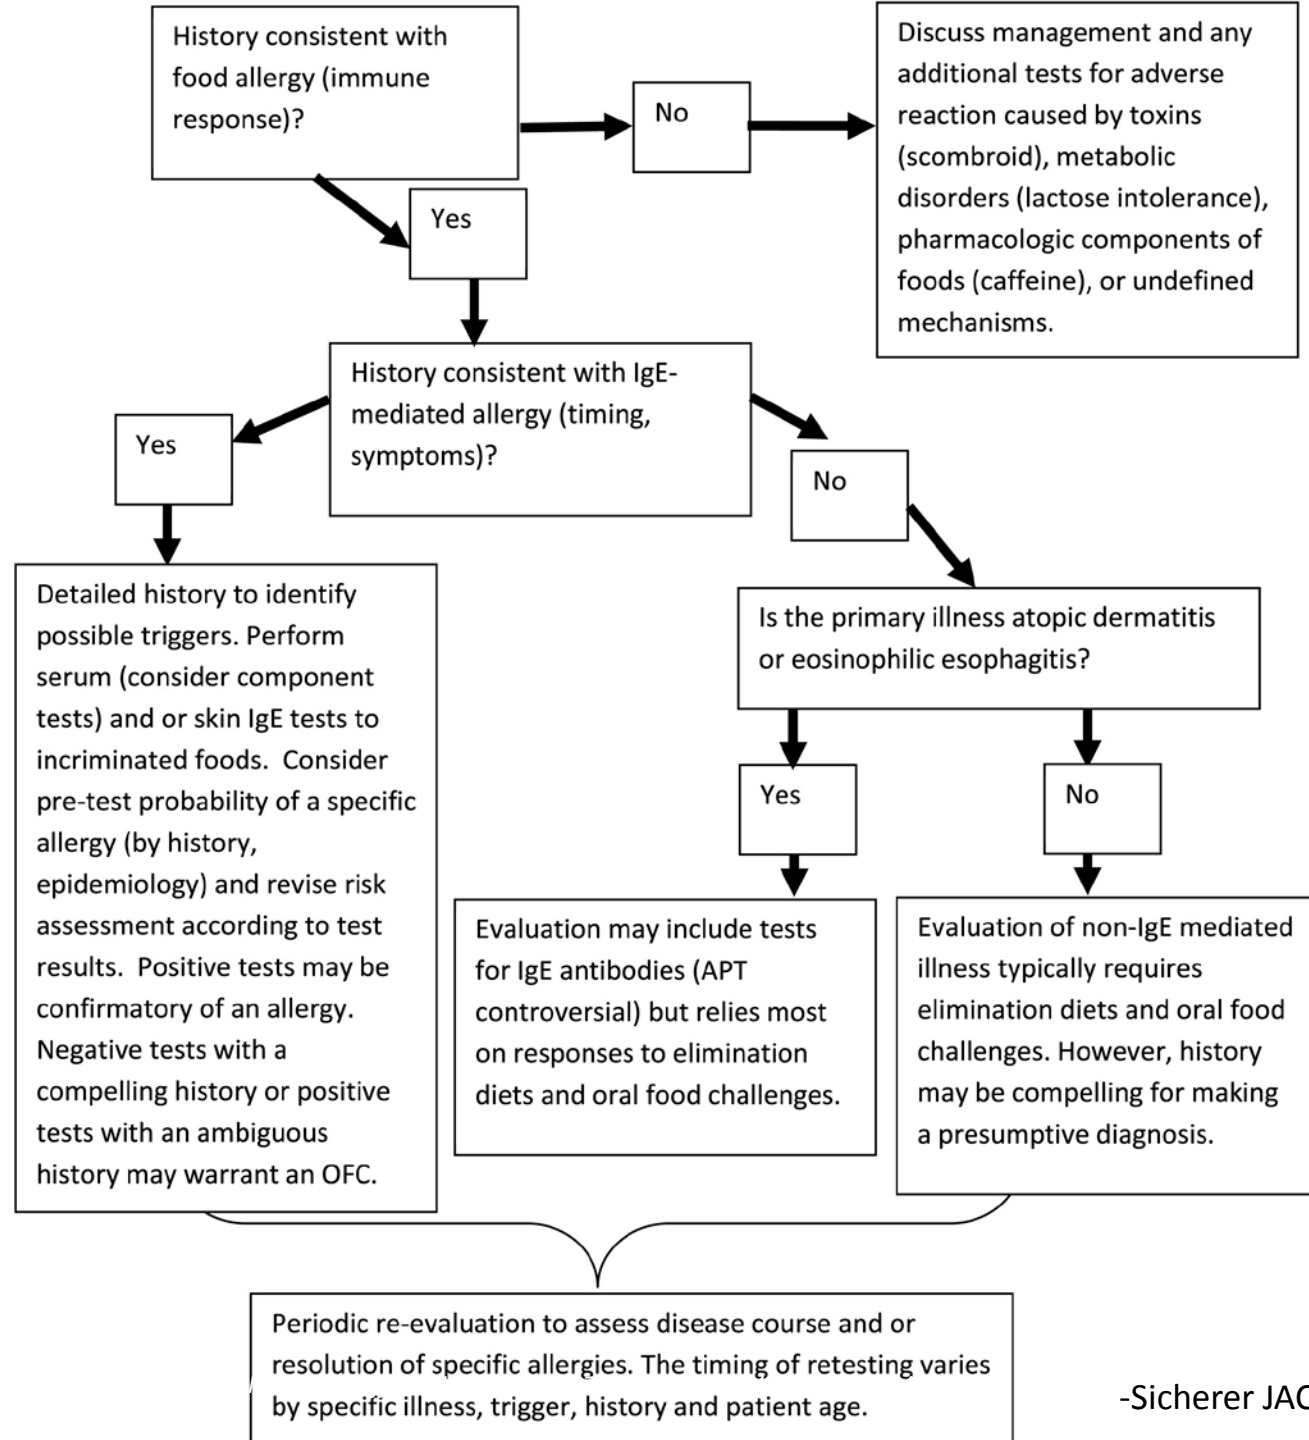 History consistent with
food allergy (immune
response)?
No
Discuss management and any
additional tests for adverse
reaction caused by toxins
(scombroid), metabolic
disorders (lactose intolerance),
pharmacologic components of
foods (caffeine), or undefined
mechanisms.
Yes
History consistent with IgE-
mediated allergy (timing,
symptoms)?
Yes
No
Detailed history to identify
possible triggers. Perform
serum (consider component
tests) and or skin IgE tests to
incriminated foods.  Consider
pre-test probability of a specific
allergy (by history,
epidemiology) and revise risk
assessment according to test
results.  Positive tests may be
confirmatory of an allergy.
Negative tests with a
compelling history or positive
tests with an ambiguous
history may warrant an OFC.
Is the primary illness atopic dermatitis
or eosinophilic esophagitis?
Yes
No
Evaluation may include tests
for IgE antibodies (APT
controversial) but relies most
on responses to elimination
diets and oral food challenges.
Evaluation of non-IgE mediated
illness typically requires
elimination diets and oral food
challenges. However, history
may be compelling for making
a presumptive diagnosis.
Periodic re-evaluation to assess disease course and or
resolution of specific allergies. The timing of retesting varies
by specific illness, trigger, history and patient age.
-Sicherer